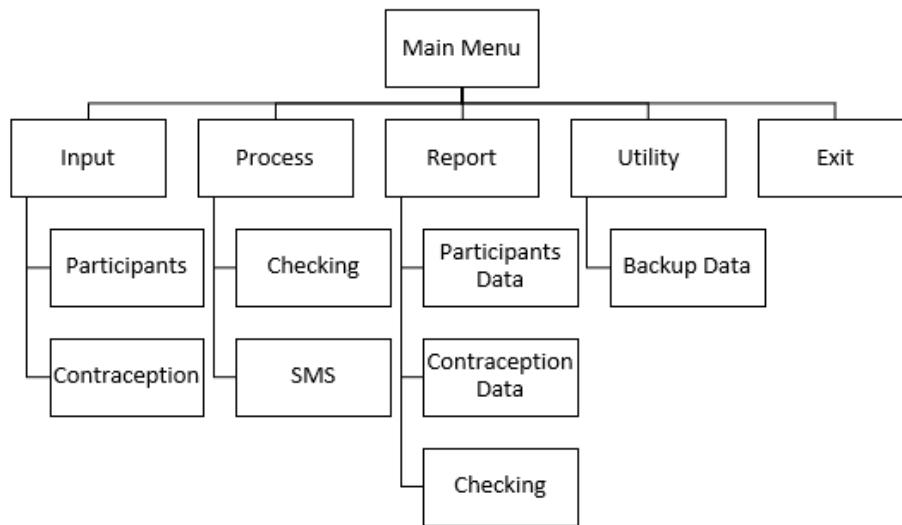 Main Menu
Input
Process
Report
Utility
Exit
Participants
Checking
Participants
Data
Backup Data
Contraception
SMS
Contraception
Data
Checking